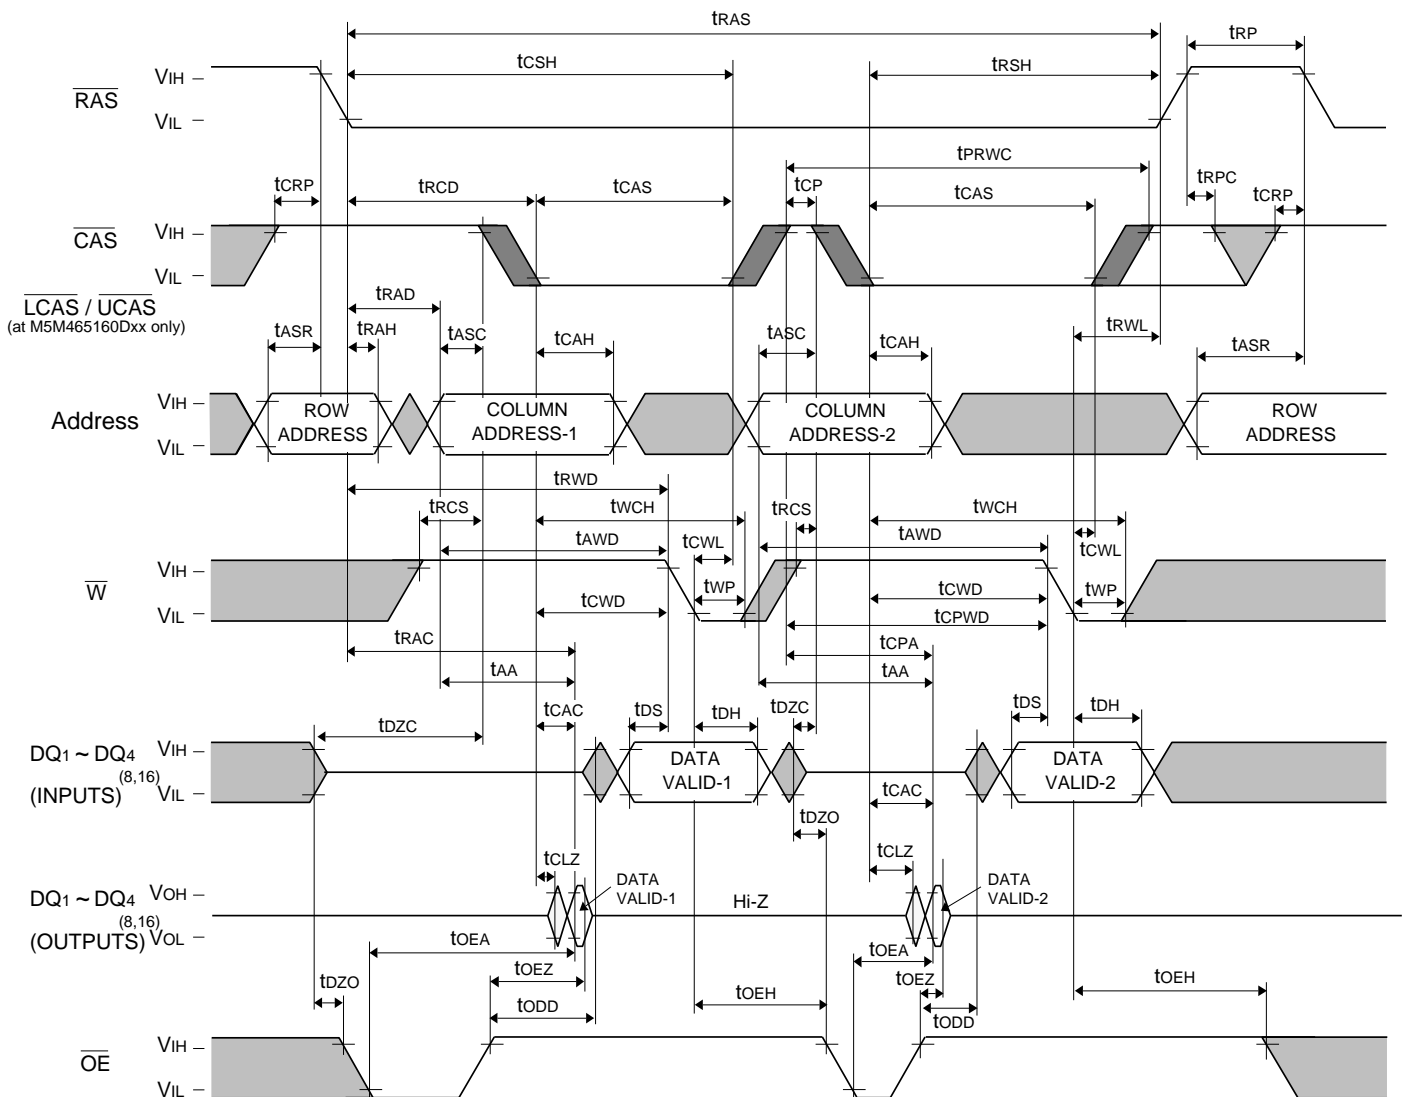 tRAS
tRP
tCSH
tRSH
RAS
VIH
VIL
tPRWC
tCRP
tRCD
tCAS
tCP
tCAS
tRPC
tCRP
CAS
VIH
VIL
LCAS / UCAS
(at M5M465160Dxx only)
tRAD
tASR
tRAH
tASC
tCAH
tASC
tCAH
tRWL
tASR
Address
VIH
VIL
ROW
ADDRESS
COLUMN
ADDRESS-1
COLUMN
ADDRESS-2
ROW
ADDRESS
tRWD
tRCS
tWCH
tRCS
tWCH
tAWD
tCWL
tAWD
tCWL
W
VIH
VIL
tWP
tWP
tCWD
tCWD
tCPWD
tRAC
tCPA
tAA
tAA
tCAC
tDS
tDH
tDZC
tDS
tDH
tDZC
DQ1 ~ DQ4
(8,16)
(INPUTS)
VIH
VIL
DATA
VALID-1
DATA
VALID-2
tCAC
tDZO
tCLZ
tCLZ
DQ1 ~ DQ4
(8,16)
(OUTPUTS)
VOH
VOL
DATA
VALID-1
Hi-Z
DATA
VALID-2
tOEA
tOEA
tDZO
tOEZ
tOEZ
tOEH
tOEH
tODD
tODD
OE
VIH
VIL